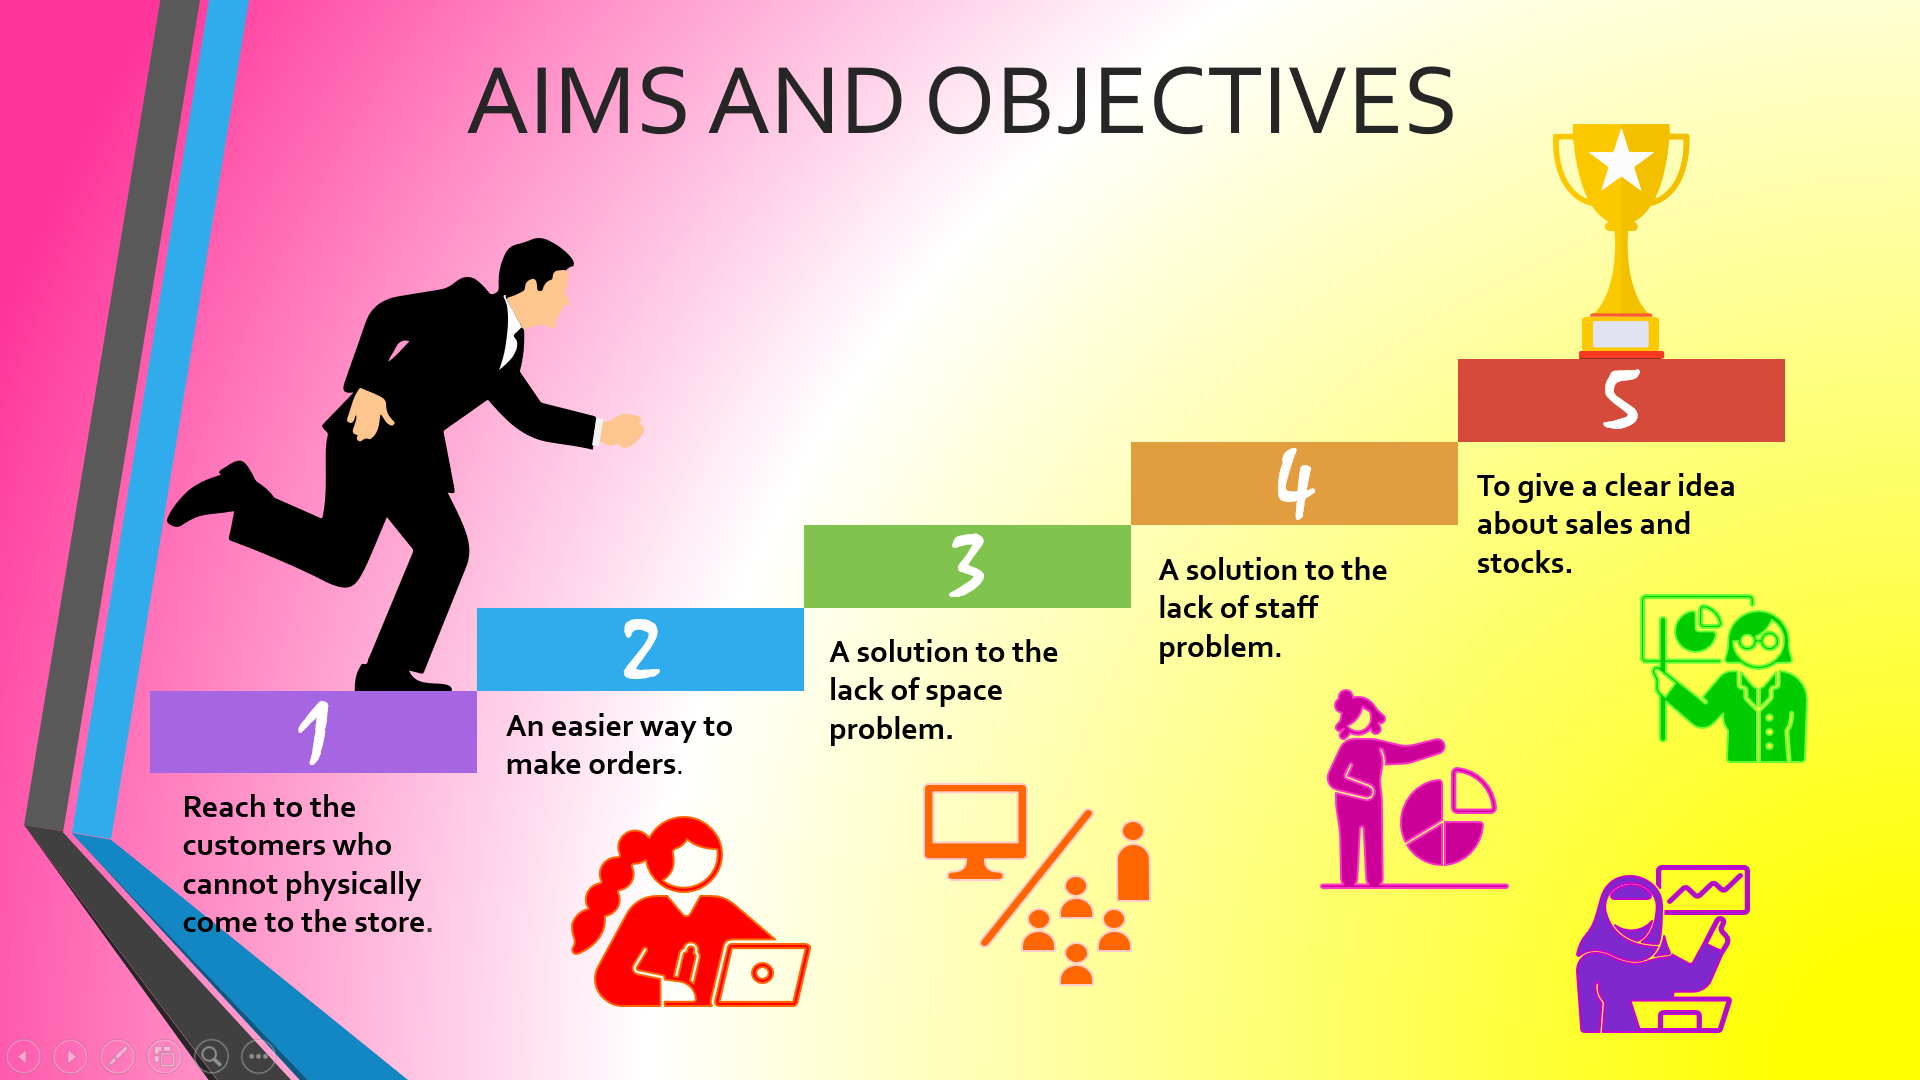 AIMS AND OBJECTIVES
1
Reach to the
customers who
cannot physically
come to the store.
2
An easier way to
make orders.
3
A solution to the
lack of space
problem.
4
A solution to the
lack of staff
problem.
5
To give a clear idea
about sales and
stocks.